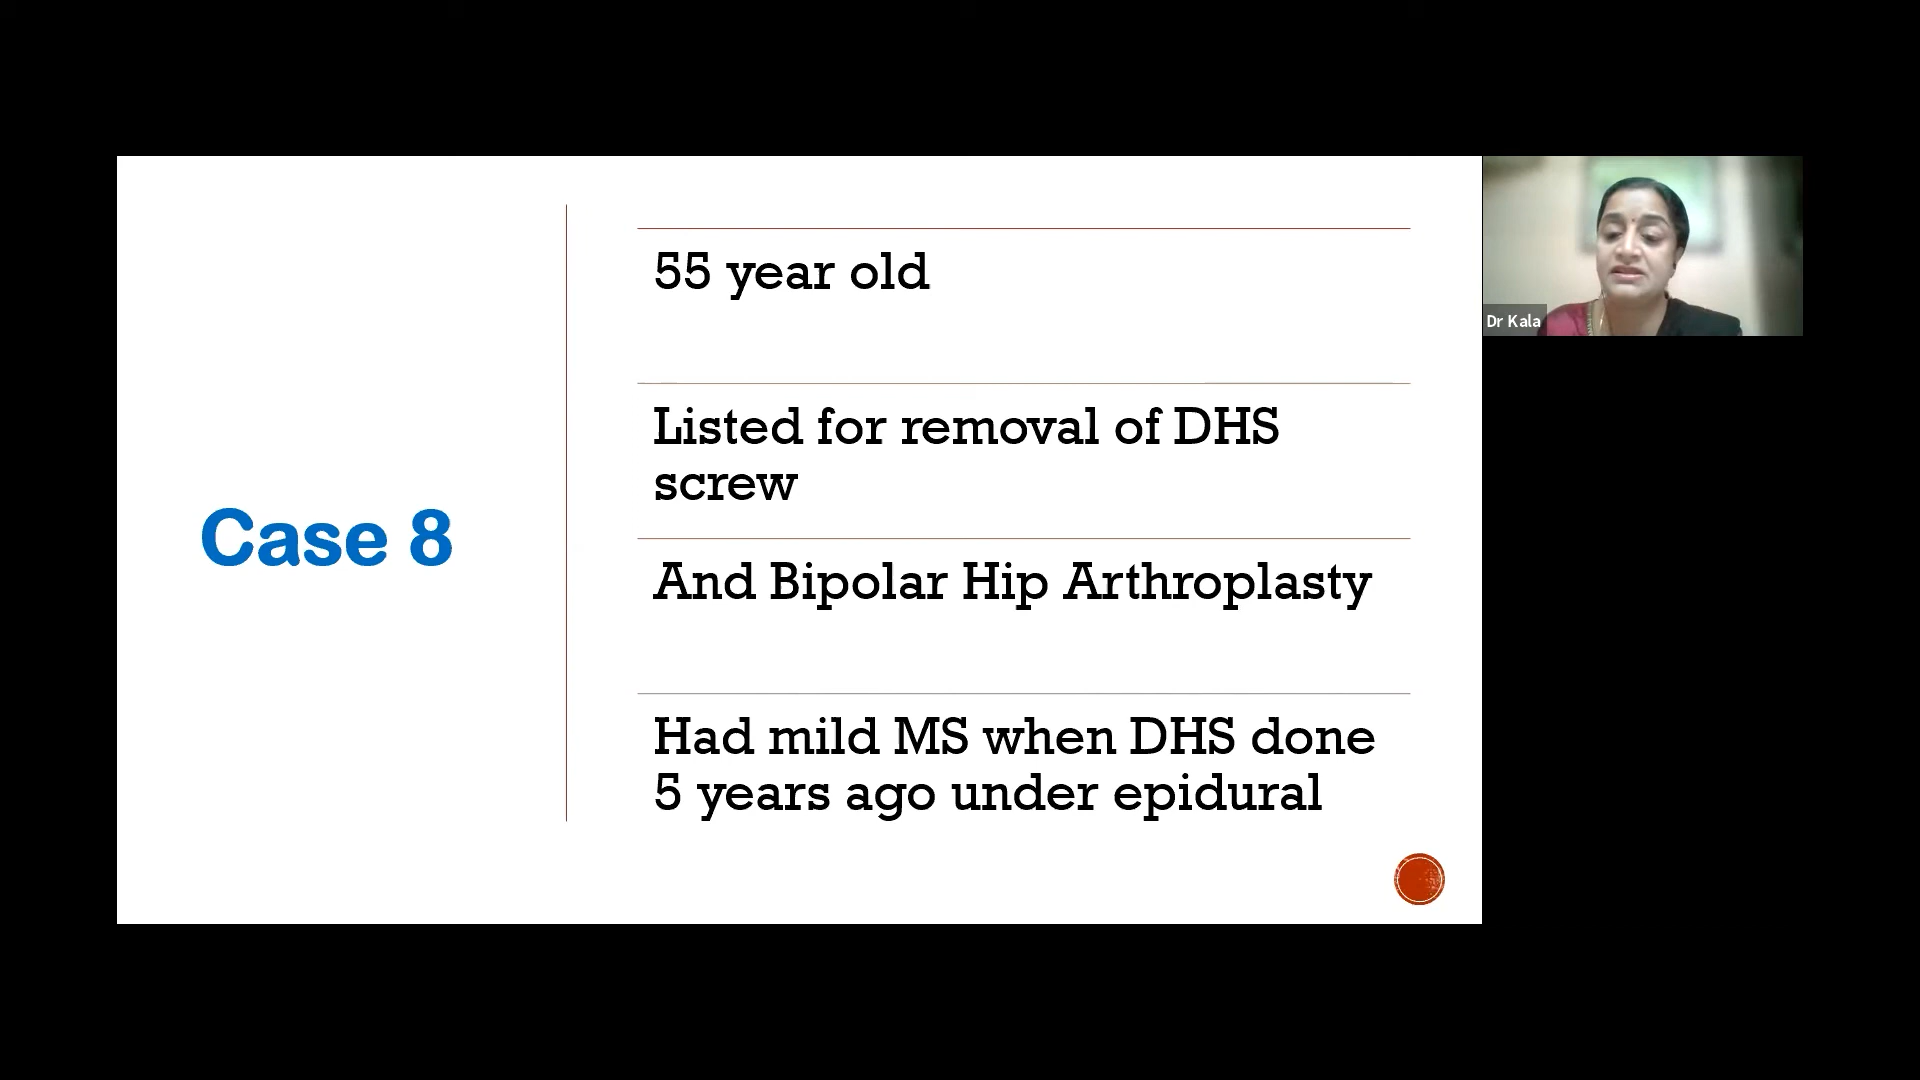 Case 8
55 year old
Listed for removal of DHS
screw
And Bipolar Hip Arthroplasty
Had mild MS when DHS done
5 years ago under epidural
Dr Kala